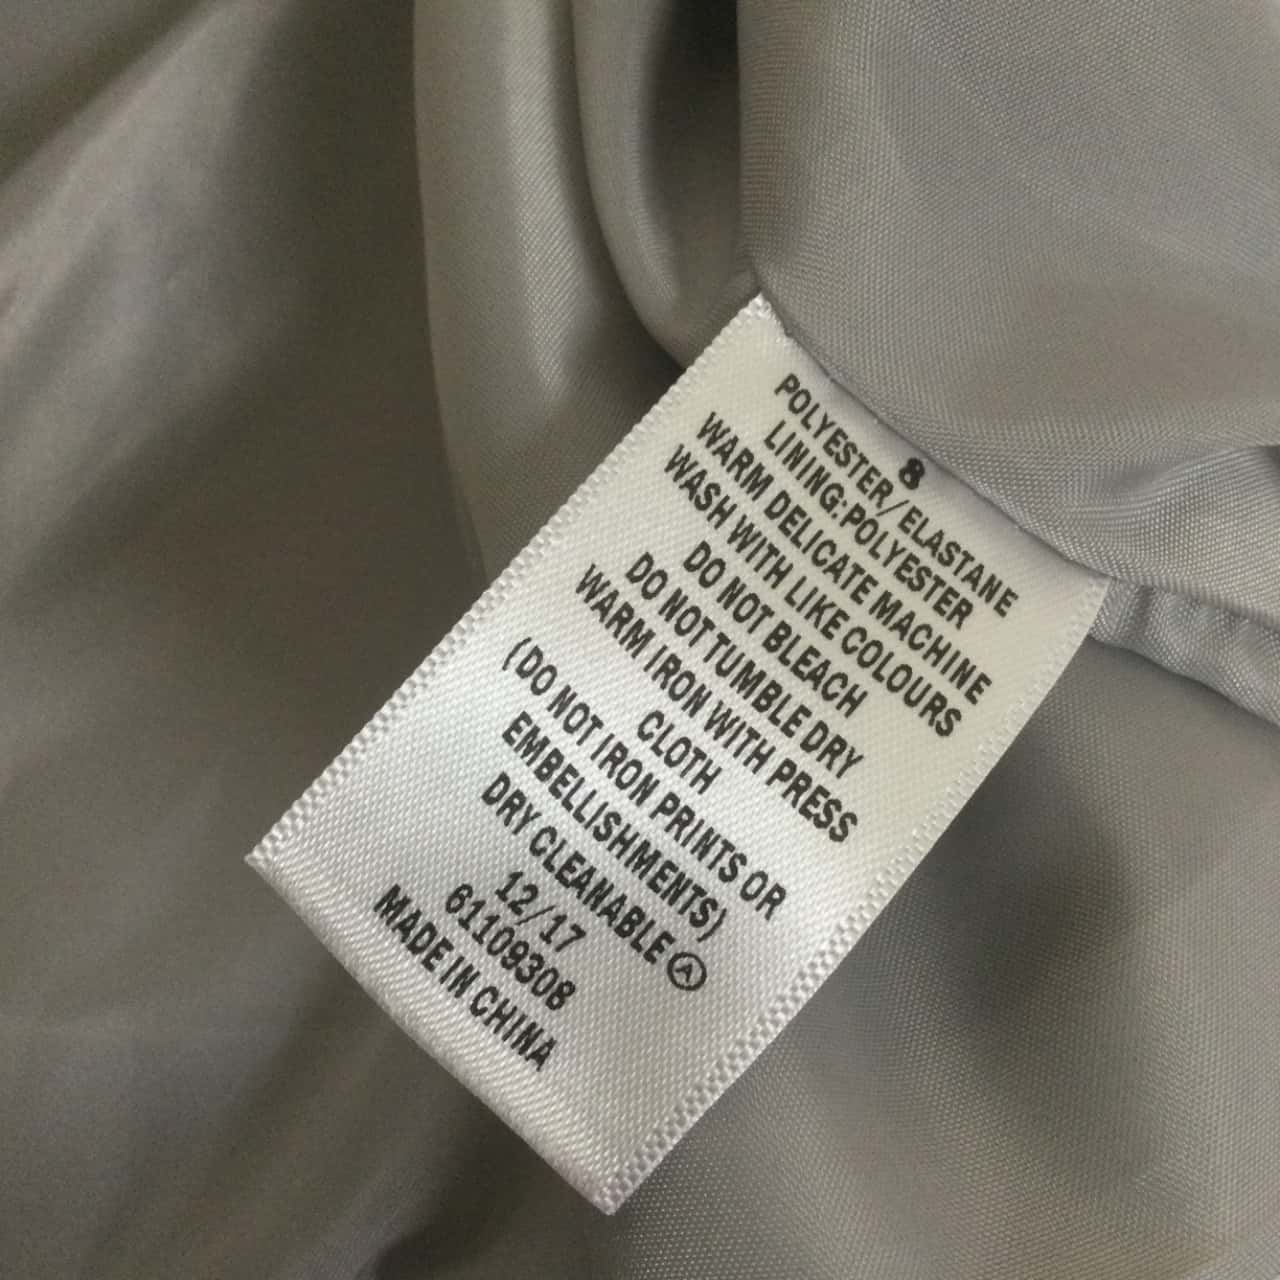 8
POLYESTER/ELASTANE
LINING:POLYESTER
WARM DELICATE MACHINE
WASH WITH LIKE COLOURS
DO NOT BLEACH
DO NOT TUMBLE DRY
WARM IRON WITH PRESS
CLOTH
(DO NOT IRON PRINTS OR
EMBELLISHMENTS)
DRY CLEANABLE Ⓐ
12/17
61109308
MADE IN CHINA